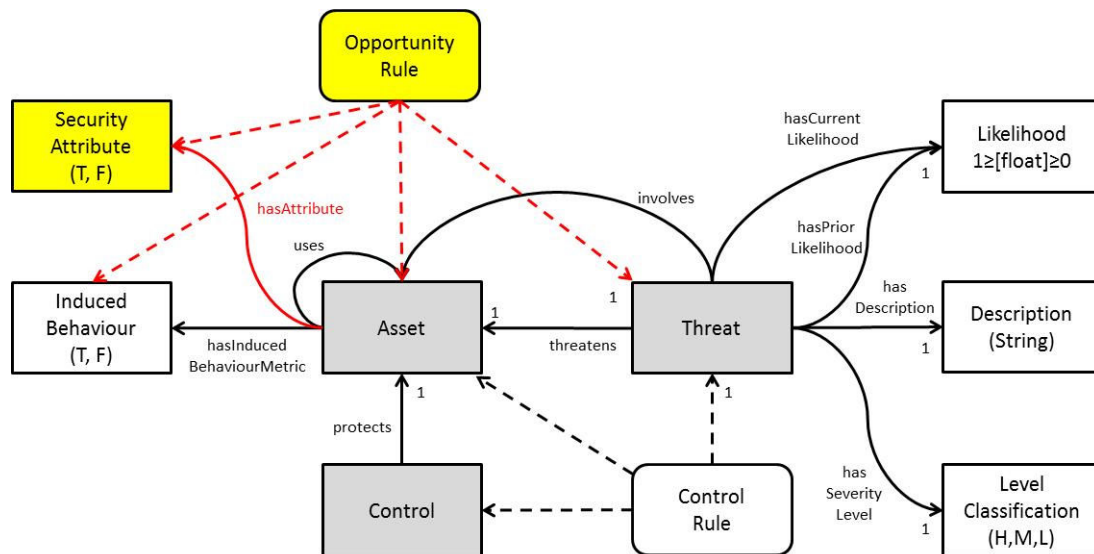 Opportunity
Rule
Security
Attribute
(T, F)
hasCurrent
Likelihood
Likelihood
1≥[float]≥0
1
hasAttribute
involves
uses
hasPrior
Likelihood
Induced
Behaviour
(T, F)
hasInduced
BehaviourMetric
Asset
1
threatens
1
Threat
has
Description
1
Description
(String)
protects
1
1
Control
Control
Rule
has
Severity
Level
1
Level
Classification
(H,M,L)